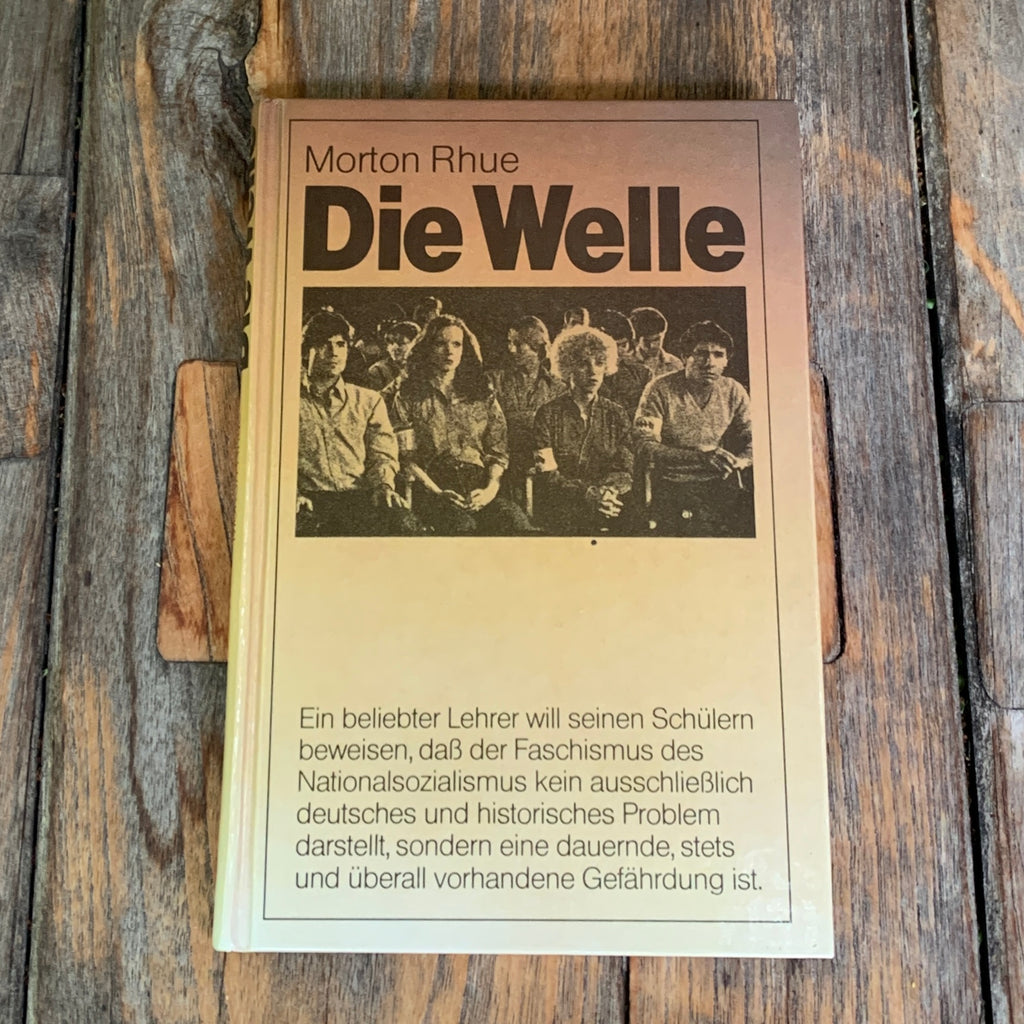 Morton Rhue
Die Welle
Ein beliebter Lehrer will seinen Schülern
beweisen, daß der Faschismus des
Nationalsozialismus kein ausschließlich
deutsches und historisches Problem
darstellt, sondern eine dauernde, stets
und überall vorhandene Gefährdung ist.